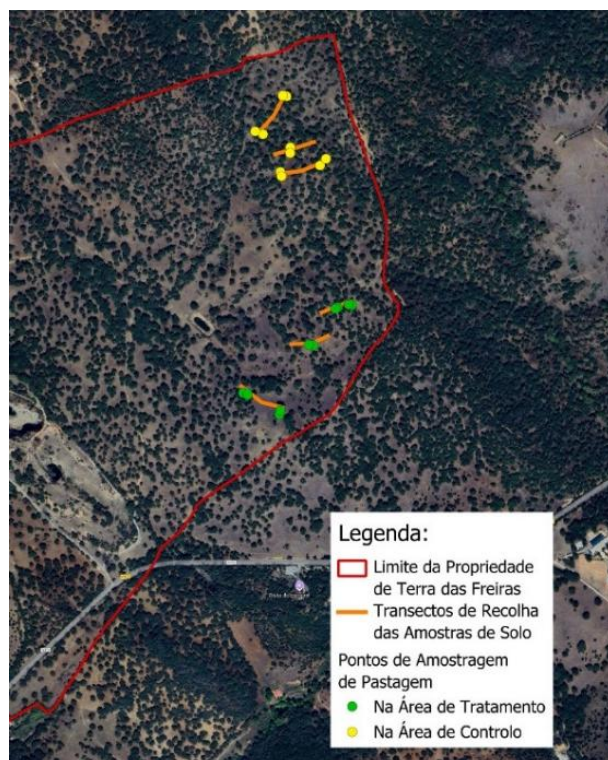 Legenda:
Limite da Propriedade
de Terra das Freiras
Transectos de Recolha
das Amostras de Solo
Pontos de Amostragem
de Pastagem
Na Área de Tratamento
Na Área de Controlo